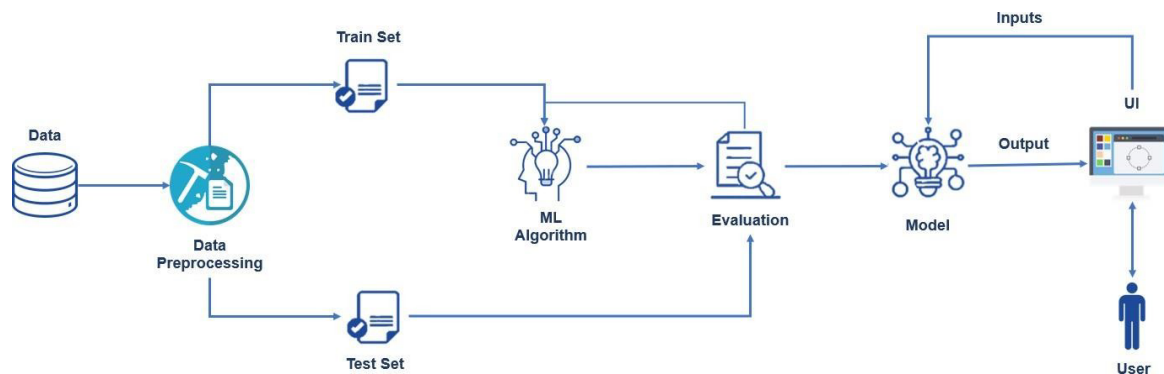 Inputs
Train Set
UI
Data
Output
ML
Algorithm
Evaluation
Model
Data
Preprocessing
Test Set
User